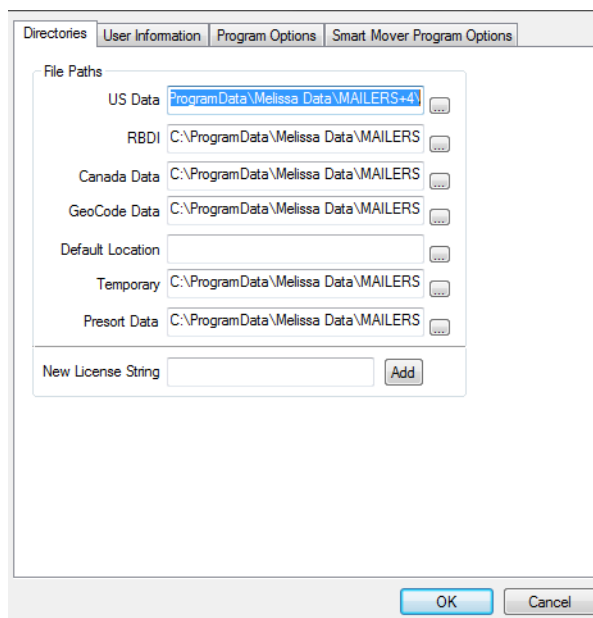 Directories User Information Program Options Smart Mover Program Options
File Paths
US Data ProgramData\Melissa Data\MAILERS+4\ ...
RBDI C:\ProgramData\Melissa Data\MAILERS ...
Canada Data C:\ProgramData\Melissa Data\MAILERS ...
GeoCode Data C:\ProgramData\Melissa Data\MAILERS ...
Default Location ...
Temporary C:\ProgramData\Melissa Data\MAILERS ...
Presort Data C:\ProgramData\Melissa Data\MAILERS ...
New License String Add
OK Cancel